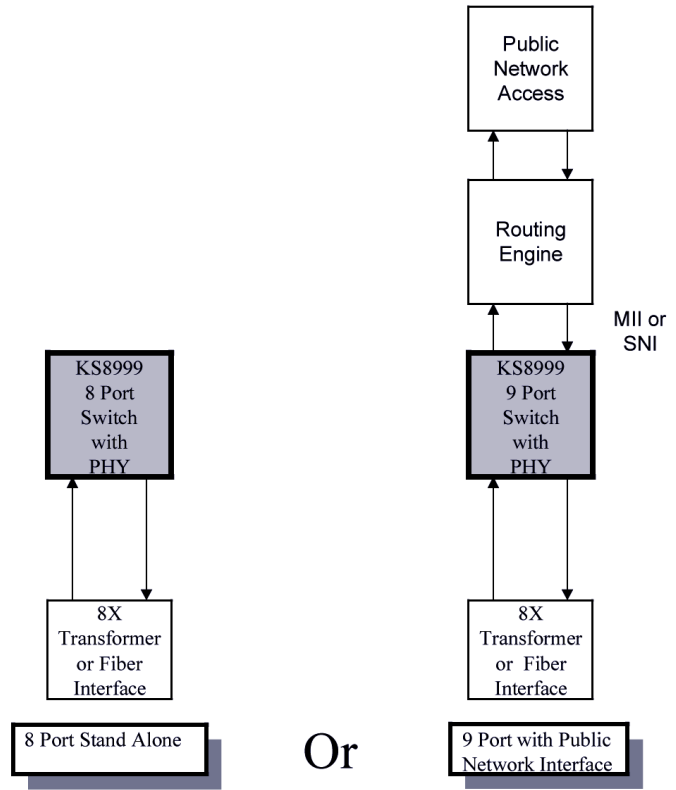 Public
Network
Access
Routing
Engine
MII or
SNI
KS8999
8 Port
Switch
with
PHY
KS8999
9 Port
Switch
with
PHY
8X
Transformer
or Fiber
Interface
8X
Transformer
or Fiber
Interface
8 Port Stand Alone
Or
9 Port with Public
Network Interface